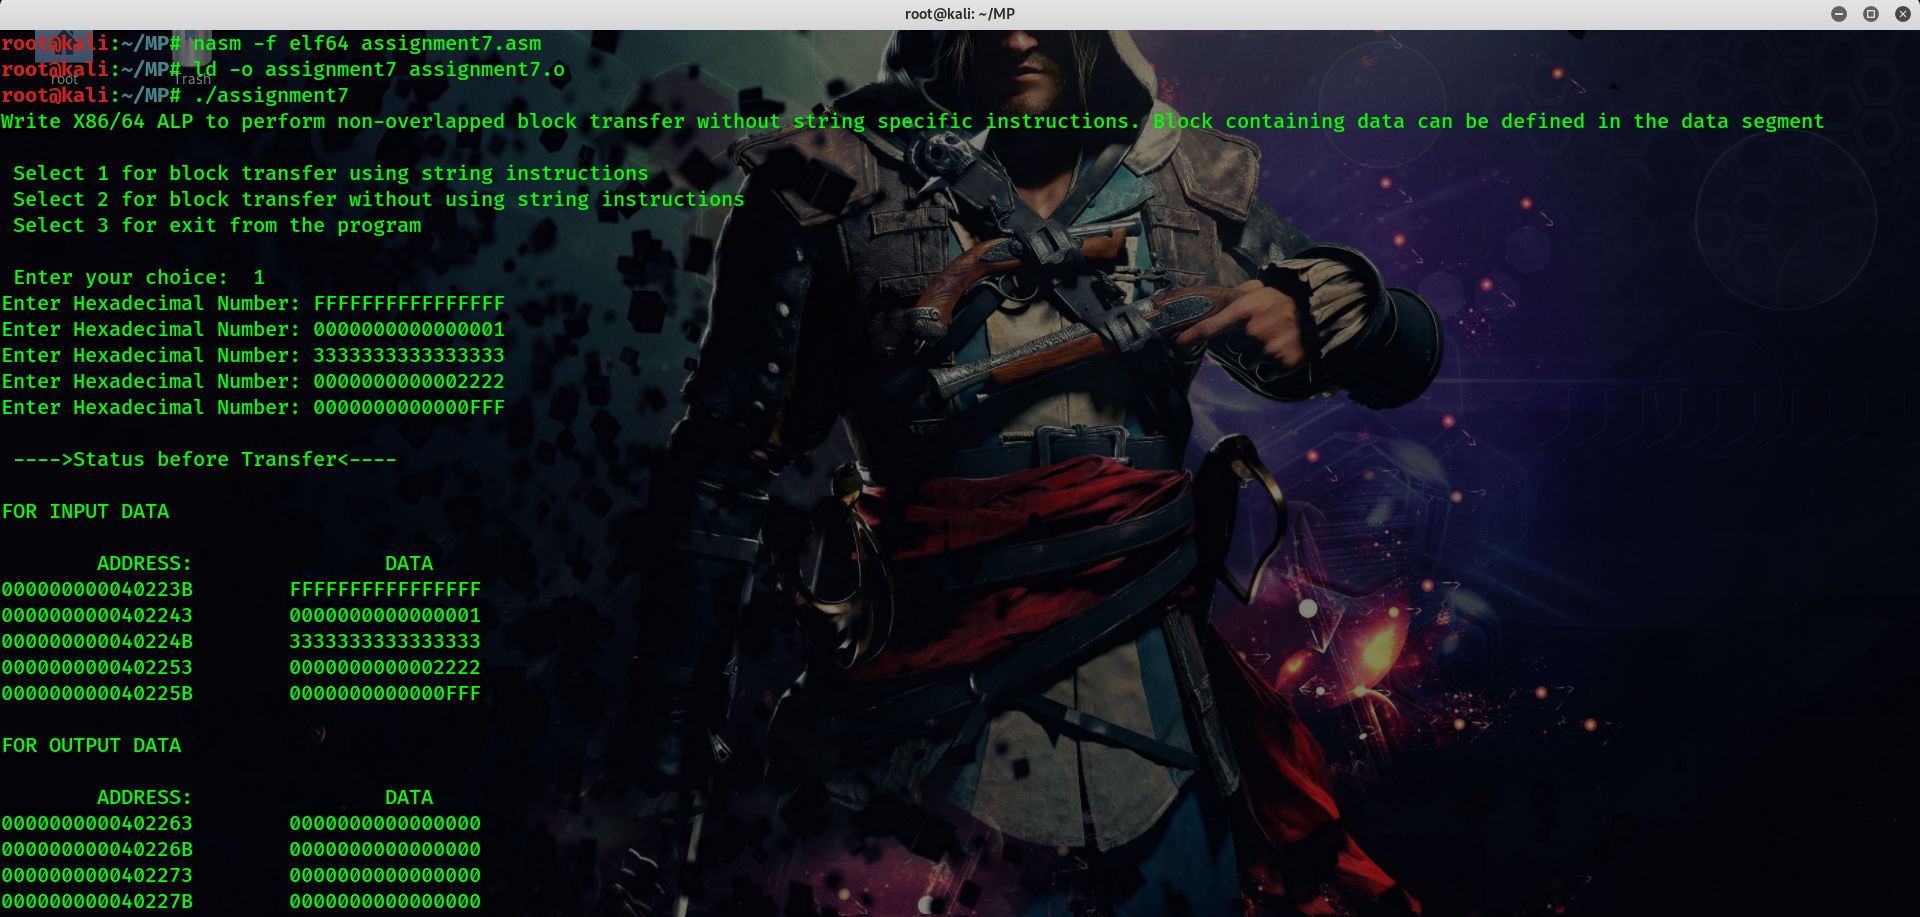 root@kali: ~/MP
root@kali:~/MP# nasm -f elf64 assignment7.asm
root@kali:~/MP# ld -o assignment7 assignment7.o
root
Trash
root@kali:~/MP# ./assignment7
Write X86/64 ALP to perform non-overlapped block transfer without string specific instructions. Block containing data can be defined in the data segment
Select 1 for block transfer using string instructions
Select 2 for block transfer without using string instructions
Select 3 for exit from the program
Enter your choice:  1
Enter Hexadecimal Number: FFFFFFFFFFFFFFFF
Enter Hexadecimal Number: 0000000000000001
Enter Hexadecimal Number: 3333333333333333
Enter Hexadecimal Number: 0000000000002222
Enter Hexadecimal Number: 0000000000000FFF
---->Status before Transfer<----
FOR INPUT DATA
ADDRESS:                DATA
000000000040223B        FFFFFFFFFFFFFFFF
0000000000402243        0000000000000001
000000000040224B        3333333333333333
0000000000402253        0000000000002222
000000000040225B        0000000000000FFF
FOR OUTPUT DATA
ADDRESS:                DATA
0000000000402263        0000000000000000
000000000040226B        0000000000000000
0000000000402273        0000000000000000
000000000040227B        0000000000000000